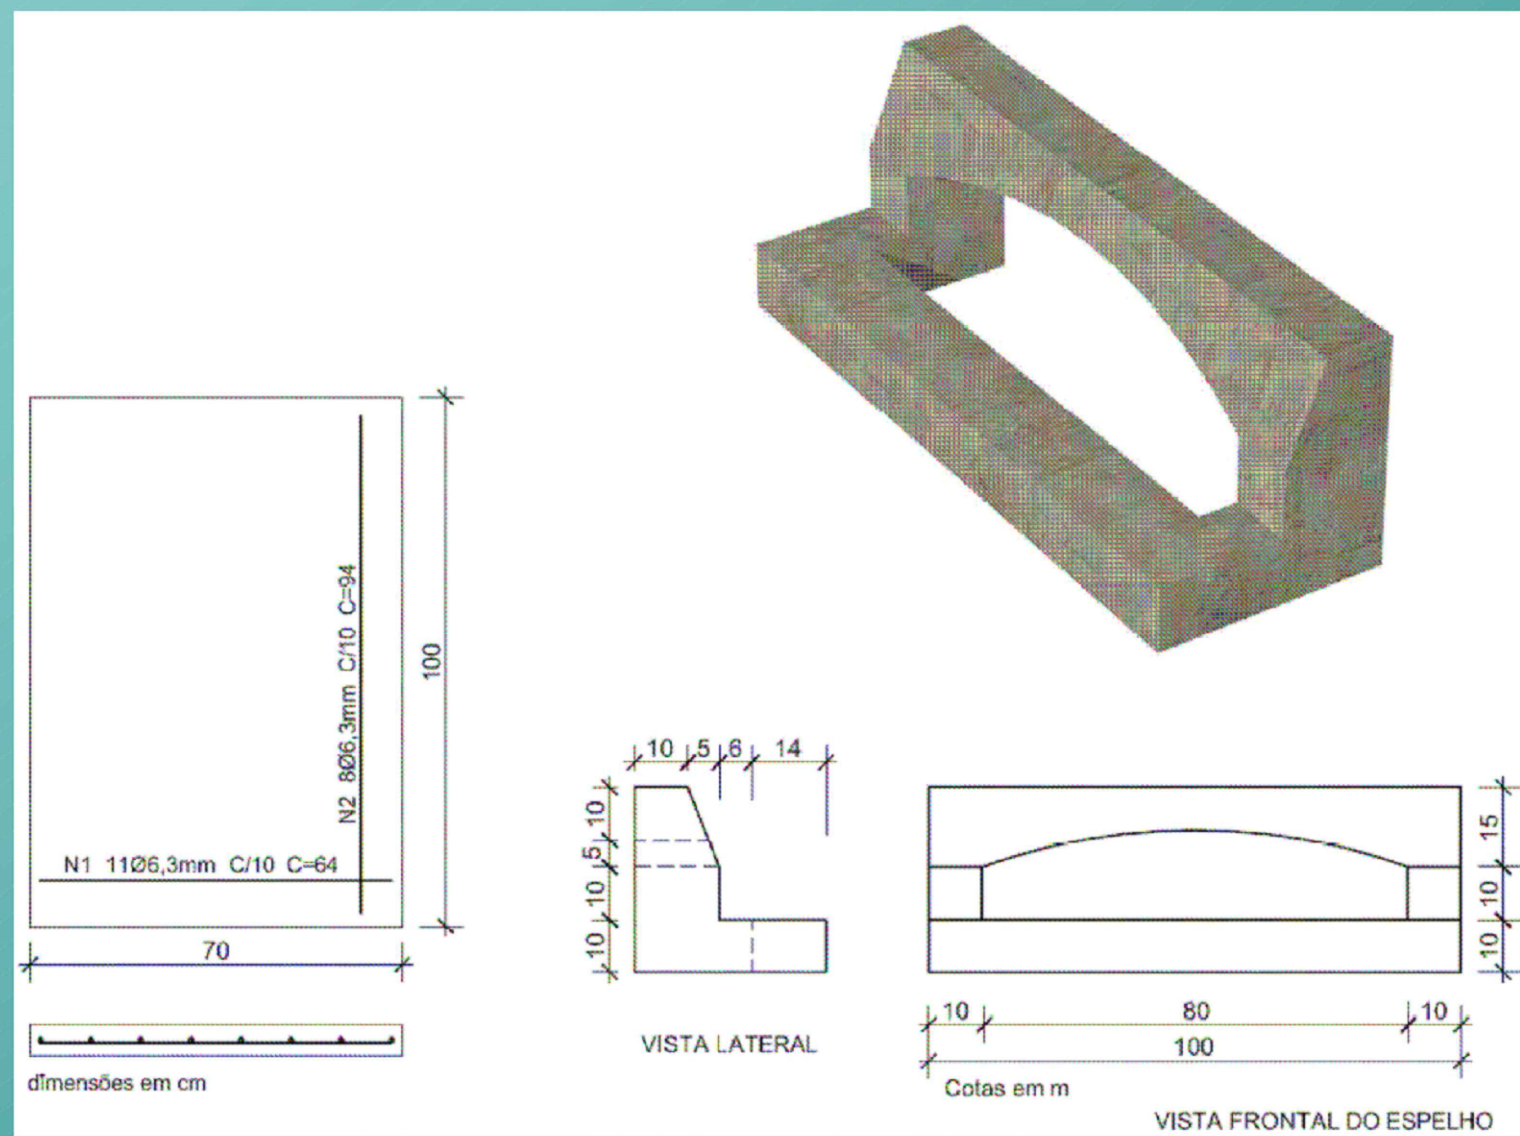 N2 8Ø6,3mm C/10 C=94
100
N1 11Ø6,3mm C/10 C=64
70
dimensões em cm
10 5 6 14
10
5
10
10
VISTA LATERAL
15
10
10
10 80 10
100
Cotas em m
VISTA FRONTAL DO ESPELHO